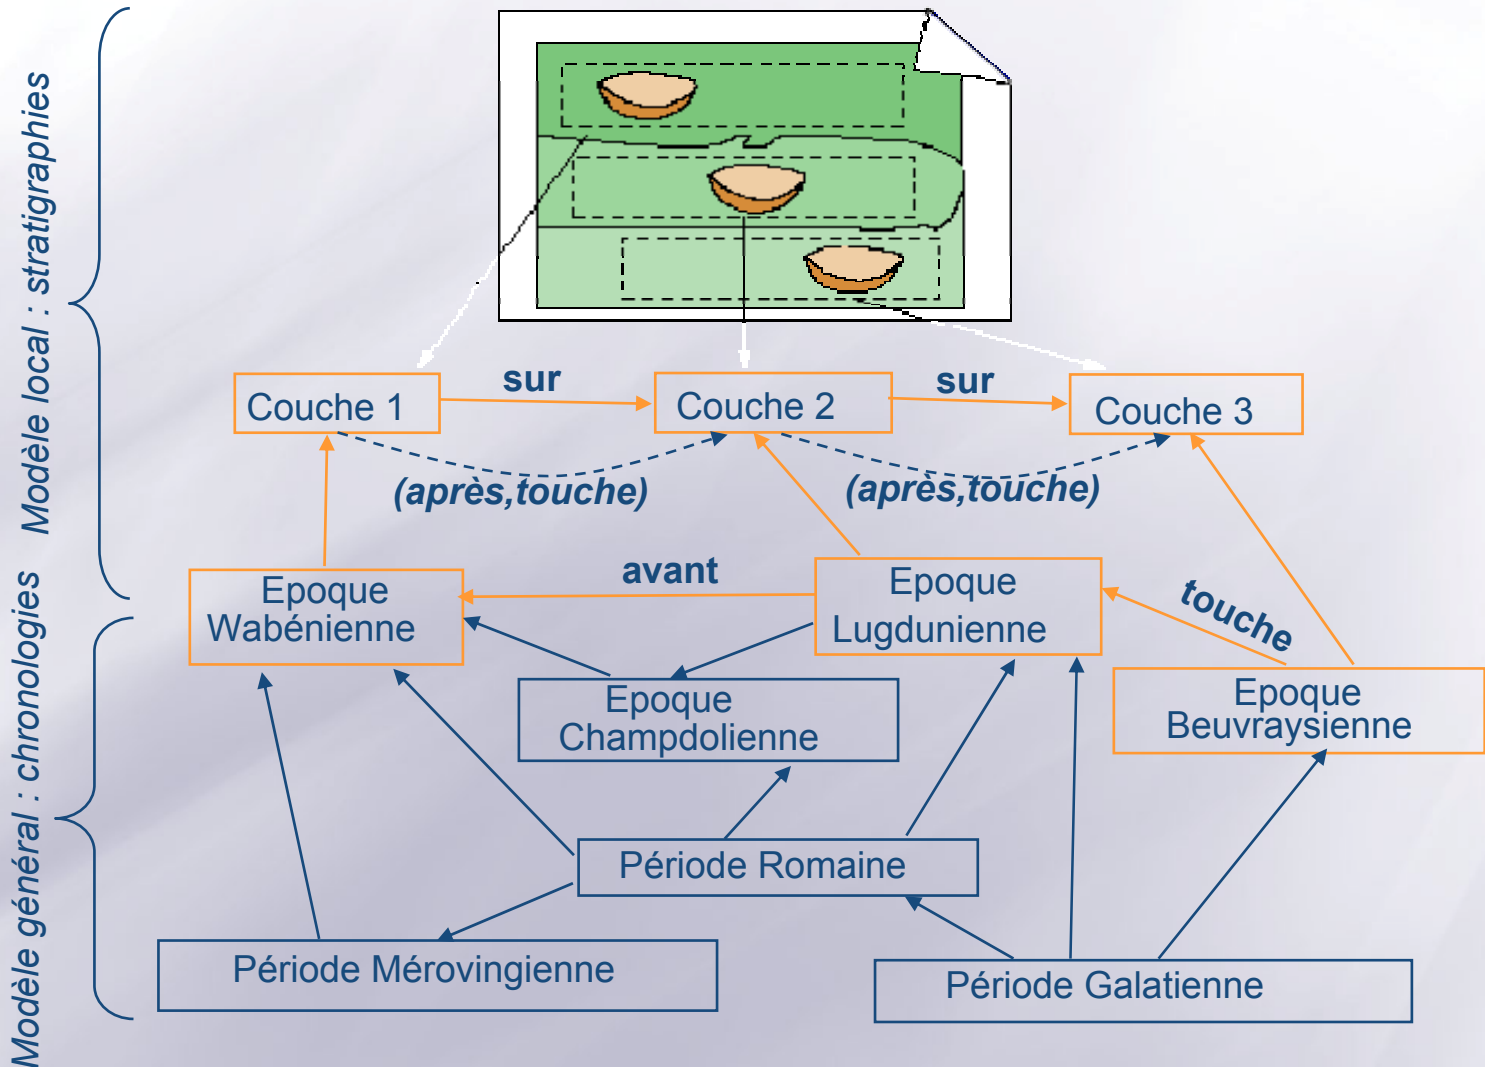 Modèle local : stratigraphies
sur
sur
Couche 1
Couche 2
Couche 3
(après,touche)
(après,touche)
avant
touche
Epoque
Wabénienne
Epoque
Lugdunienne
Epoque
Beuvraysienne
Modèle général : chronologies
Epoque
Champdolienne
Période Romaine
Période Mérovingienne
Période Galatienne